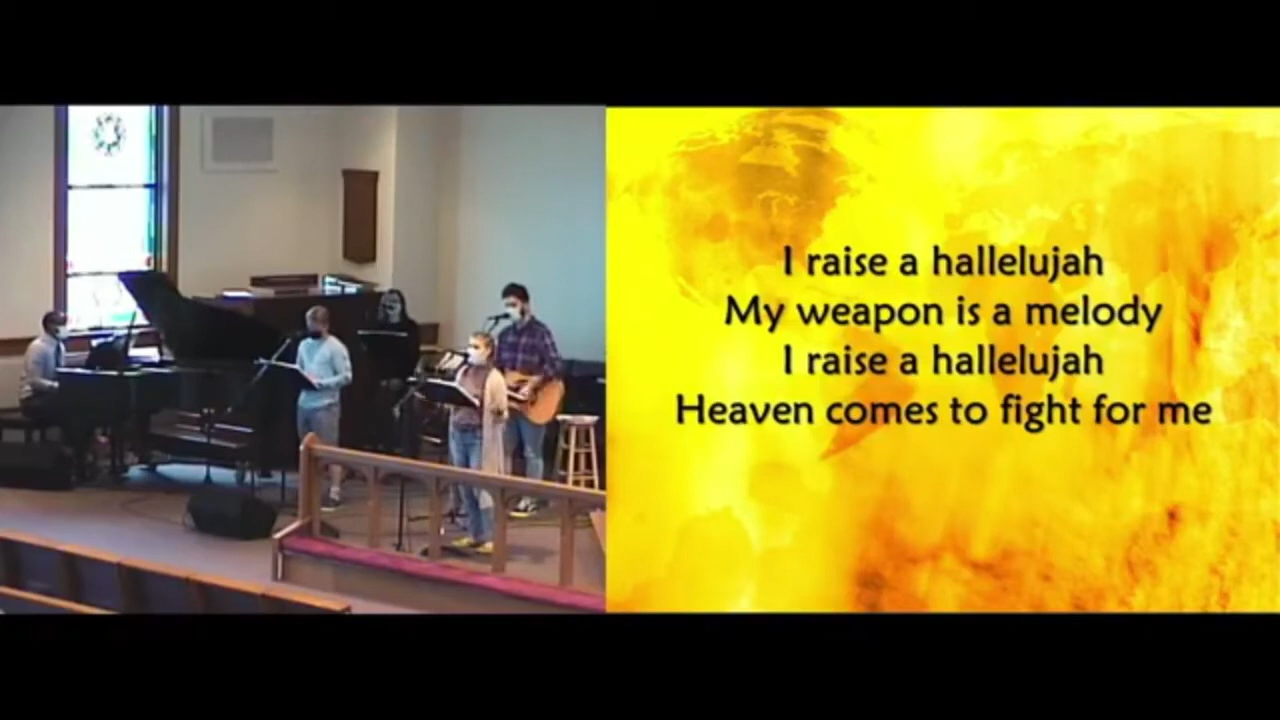 I raise a hallelujah
My weapon is a melody
I raise a hallelujah
Heaven comes to fight for me